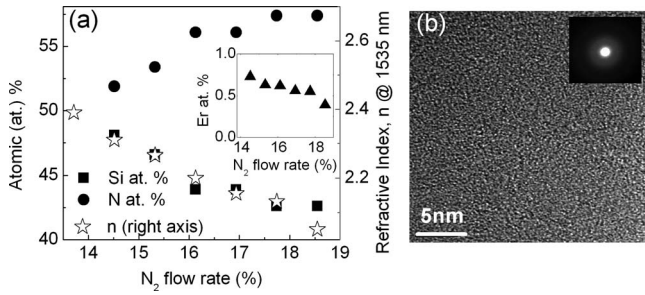 (a)
Atomic (at.) %
55
50
45
40
Si at. %
N at. %
n (right axis)
14 15 16 17 18 19
N2 flow rate (%)
2.6
2.4
2.2
Refractive Index, n @ 1535 nm
Er at. %
1.0
0.5
0.0
14 16 18
N2 flow rate (%)
(b)
5nm